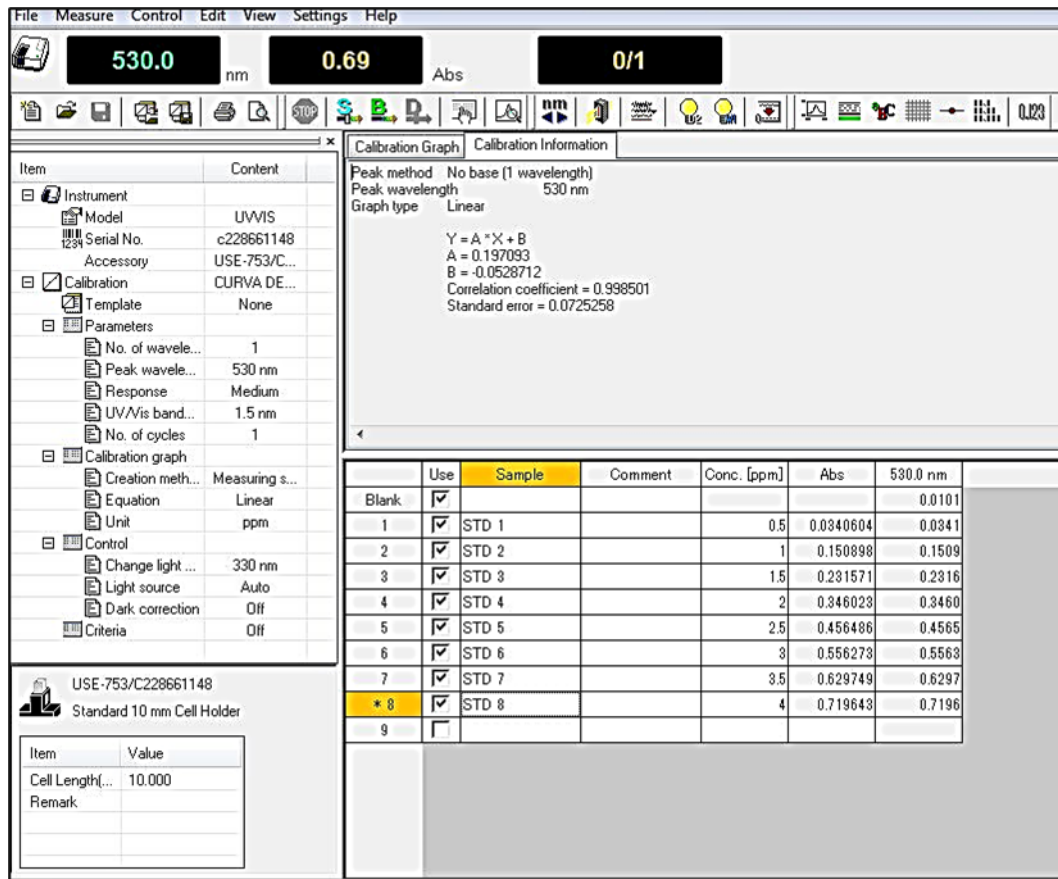 File Measure Control Edit View Settings Help
530.0 nm 0.69 Abs 0/1
Item Content
Instrument
Model UVVIS
Serial No. c228661148
Accessory USE-753/C...
Calibration CURVA DE...
Template None
Parameters
No. of wavele... 1
Peak wavele... 530 nm
Response Medium
UV/Vis band... 1.5 nm
No. of cycles 1
Calibration graph
Creation meth... Measuring s...
Equation Linear
Unit ppm
Control
Change light ... 330 nm
Light source Auto
Dark correction Off
Criteria Off
USE-753/C228661148
Standard 10 mm Cell Holder
Item Value
Cell Length(... 10.000
Remark
Calibration Graph Calibration Information
Peak method No base (1 wavelength)
Peak wavelength 530 nm
Graph type Linear
Y = A * X + B
A = 0.197093
B = -0.0528712
Correlation coefficient = 0.998501
Standard error = 0.0725258
Use Sample Comment Conc. [ppm] Abs 530.0 nm
Blank 0.0101
1 STD 1 0.5 0.0340604 0.0341
2 STD 2 1 0.150898 0.1509
3 STD 3 1.5 0.231571 0.2316
4 STD 4 2 0.346023 0.3460
5 STD 5 2.5 0.456486 0.4565
6 STD 6 3 0.556273 0.5563
7 STD 7 3.5 0.629749 0.6297
* 8 STD 8 4 0.719643 0.7196
9